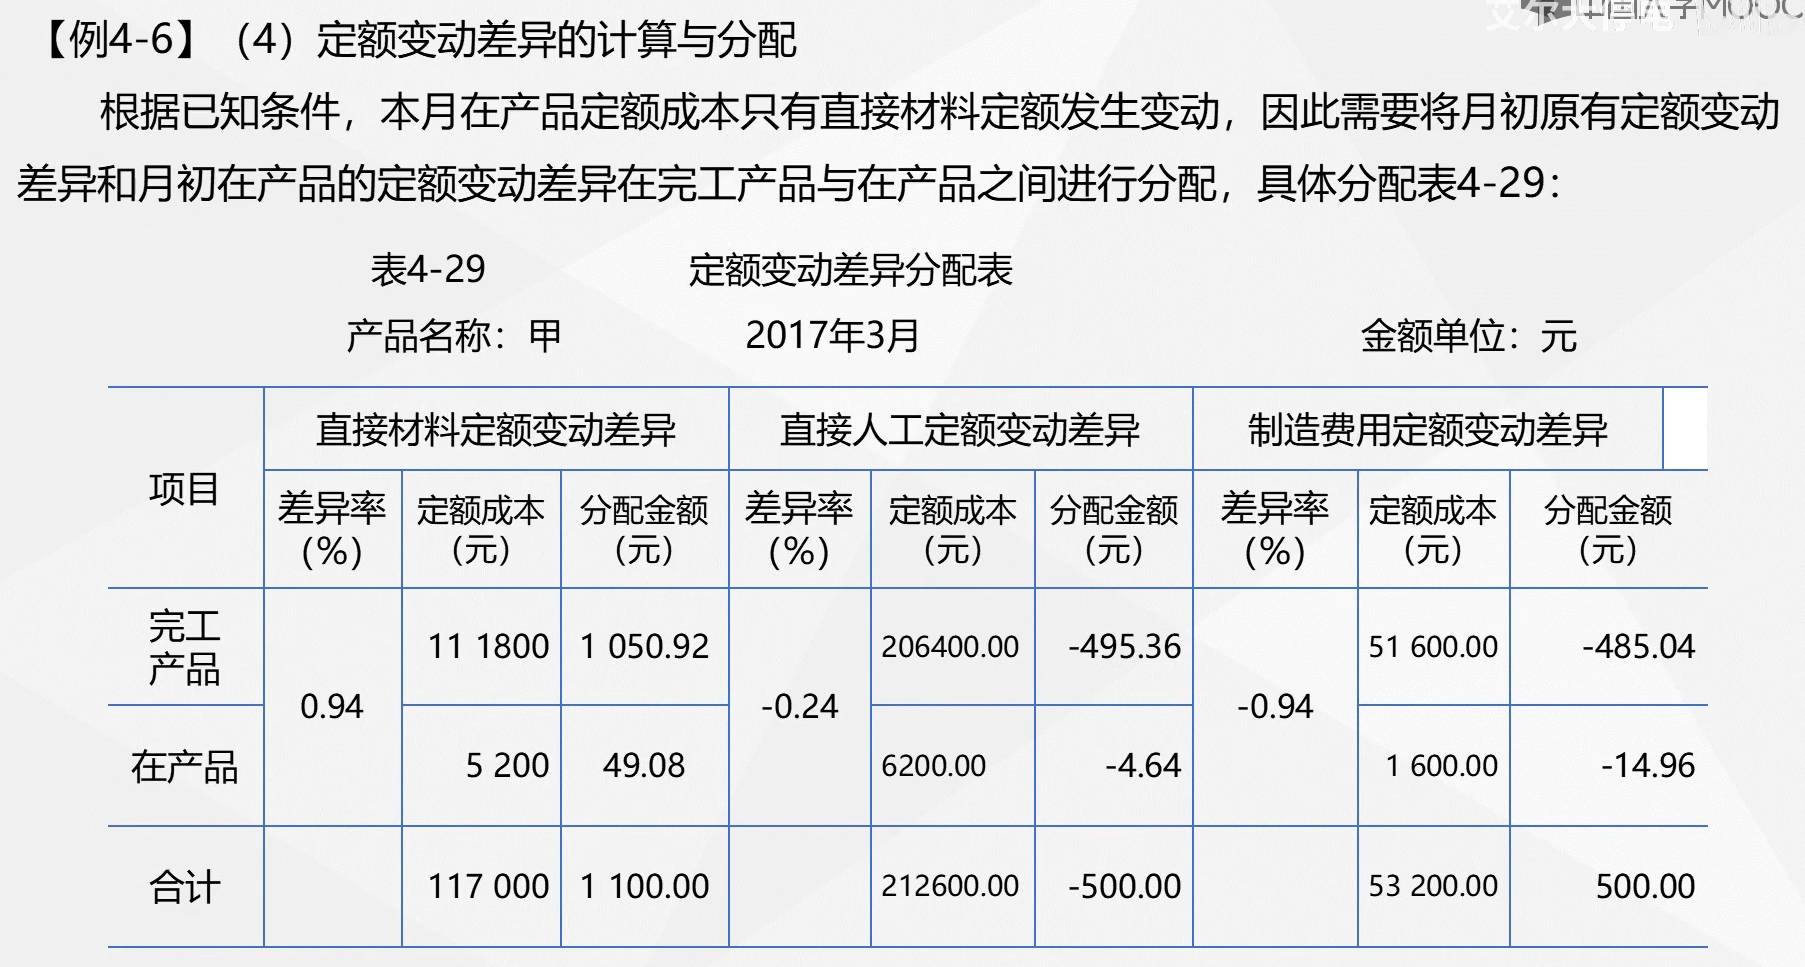 【例4-6】（4）定额变动差异的计算与分配
根据已知条件，本月在产品定额成本只有直接材料定额发生变动，因此需要将月初原有定额变动
差异和月初在产品的定额变动差异在完工产品与在产品之间进行分配，具体分配表4-29：
表4-29 定额变动差异分配表
产品名称：甲 2017年3月 金额单位：元
项目 直接材料定额变动差异 直接人工定额变动差异 制造费用定额变动差异
差异率 定额成本 分配金额 差异率 定额成本 分配金额 差异率 定额成本 分配金额
(%) (元) (元) (%) (元) (元) (%) (元) (元)
完工
产品 11 1800 1 050.92 206400.00 -495.36 51 600.00 -485.04
0.94 -0.24 -0.94
在产品 5 200 49.08 6200.00 -4.64 1 600.00 -14.96
合计 117 000 1 100.00 212600.00 -500.00 53 200.00 500.00